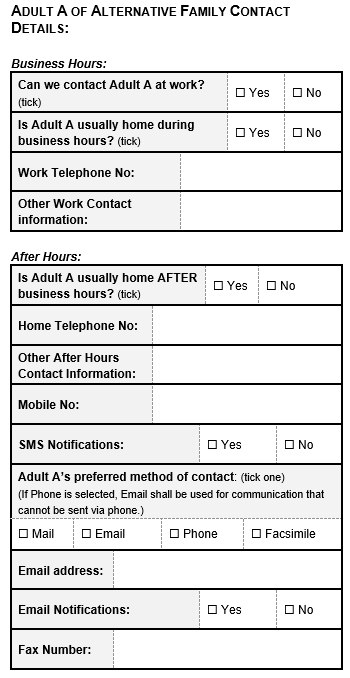 ADULT A OF ALTERNATIVE FAMILY CONTACT
DETAILS:
Business Hours:
Can we contact Adult A at work?
(tick)
☐ Yes ☐ No
Is Adult A usually home during
business hours? (tick)
☐ Yes ☐ No
Work Telephone No:
Other Work Contact
information:
After Hours:
Is Adult A usually home AFTER
business hours? (tick)
☐ Yes ☐ No
Home Telephone No:
Other After Hours
Contact Information:
Mobile No:
SMS Notifications: ☐ Yes ☐ No
Adult A's preferred method of contact: (tick one)
(If Phone is selected, Email shall be used for communication that
cannot be sent via phone.)
☐ Mail ☐ Email ☐ Phone ☐ Facsimile
Email address:
Email Notifications: ☐ Yes ☐ No
Fax Number: